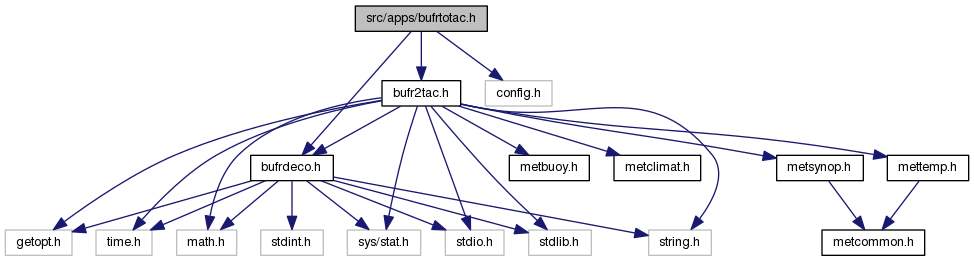 src/apps/bufrtotac.h
bufr2tac.h
config.h
bufrdeco.h
metbuoy.h
metclimat.h
metsynop.h
mettemp.h
getopt.h
time.h
math.h
stdint.h
sys/stat.h
stdio.h
stdlib.h
string.h
metcommon.h